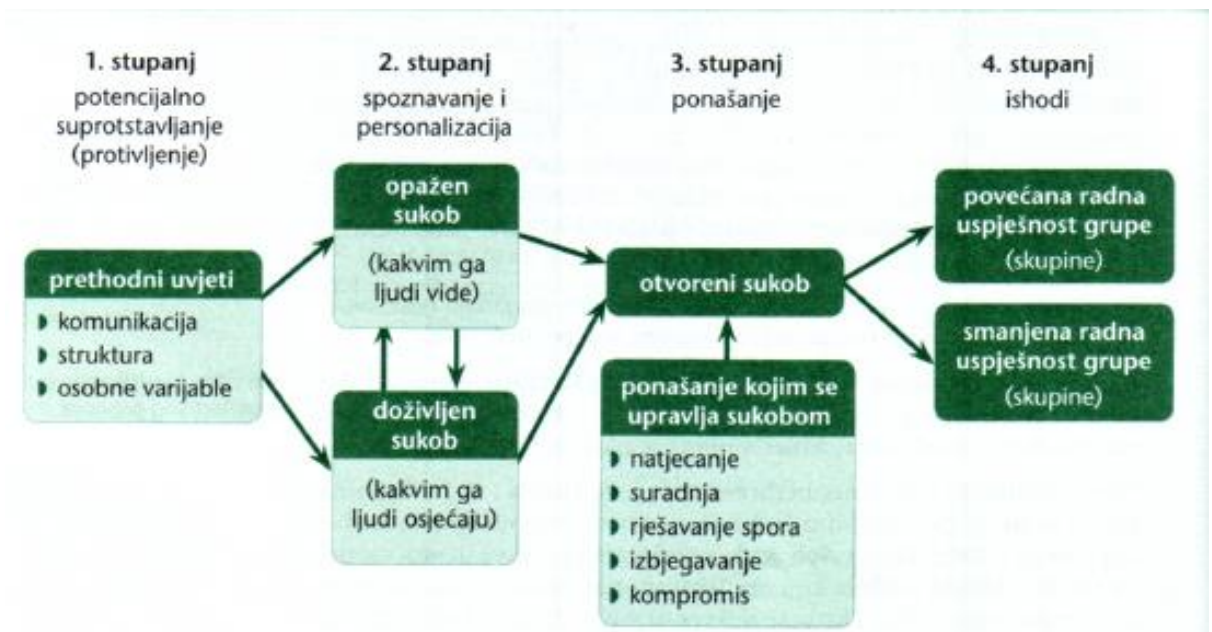 1. stupanj
potencijalno
suprotstavljanje
(protivljenje)
2. stupanj
spoznavanje i
personalizacija
3. stupanj
ponašanje
4. stupanj
ishodi
prethodni uvjeti
komunikacija
struktura
osobne varijable
opažen
sukob
(kakvim ga
ljudi vide)
doživljen
sukob
(kakvim ga
ljudi osjećaju)
otvoreni sukob
ponašanje kojim se
upravlja sukobom
natjecanje
suradnja
rješavanje spora
izbjegavanje
kompromis
povećana radna
uspješnost grupe
(skupine)
smanjena radna
uspješnost grupe
(skupine)